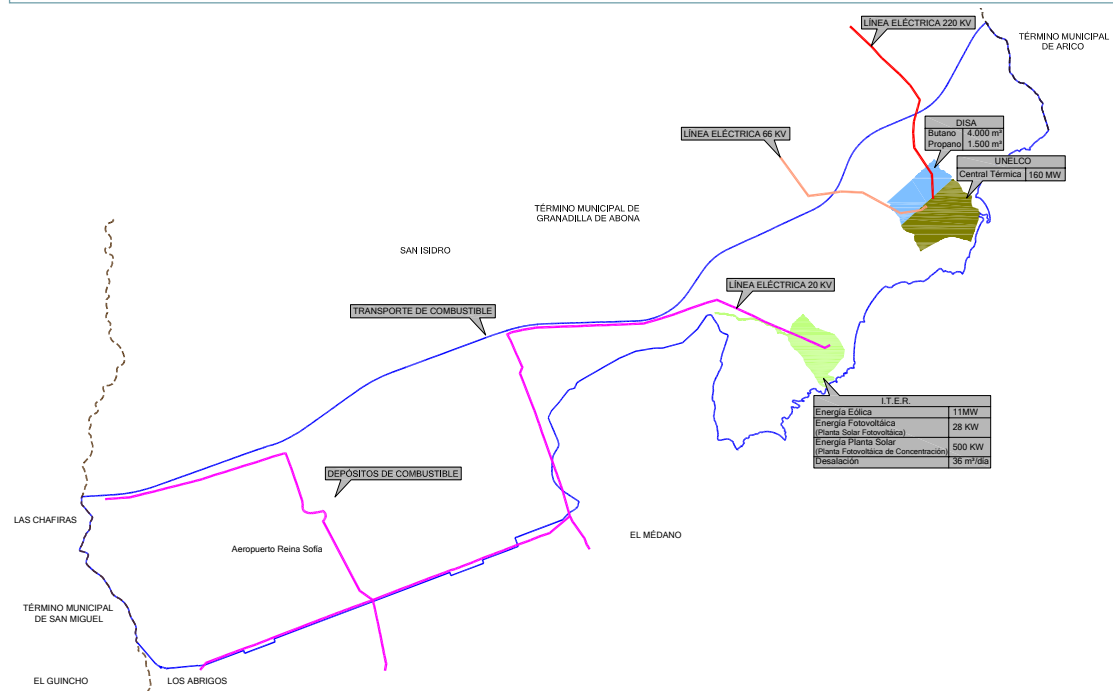 LÍNEA ELÉCTRICA 220 KV
TÉRMINO MUNICIPAL
DE ARICO
DISA
Butano 4.000 m³
Propano 1.500 m³
LÍNEA ELÉCTRICA 66 KV
UNELCO
Central Térmica 160 MW
TÉRMINO MUNICIPAL DE
GRANADILLA DE ABONA
SAN ISIDRO
LÍNEA ELÉCTRICA 20 KV
TRANSPORTE DE COMBUSTIBLE
I.T.E.R.
Energía Eólica 11MW
Energía Fotovoltáica 28 KW
(Planta Solar Fotovoltáica)
Energía Planta Solar 500 KW
(Planta Fotovoltáica de Concentración)
Desalación 36 m³/día
DEPÓSITOS DE COMBUSTIBLE
LAS CHAFIRAS
EL MÉDANO
Aeropuerto Reina Sofía
TÉRMINO MUNICIPAL
DE SAN MIGUEL
EL GUINCHO
LOS ABRIGOS